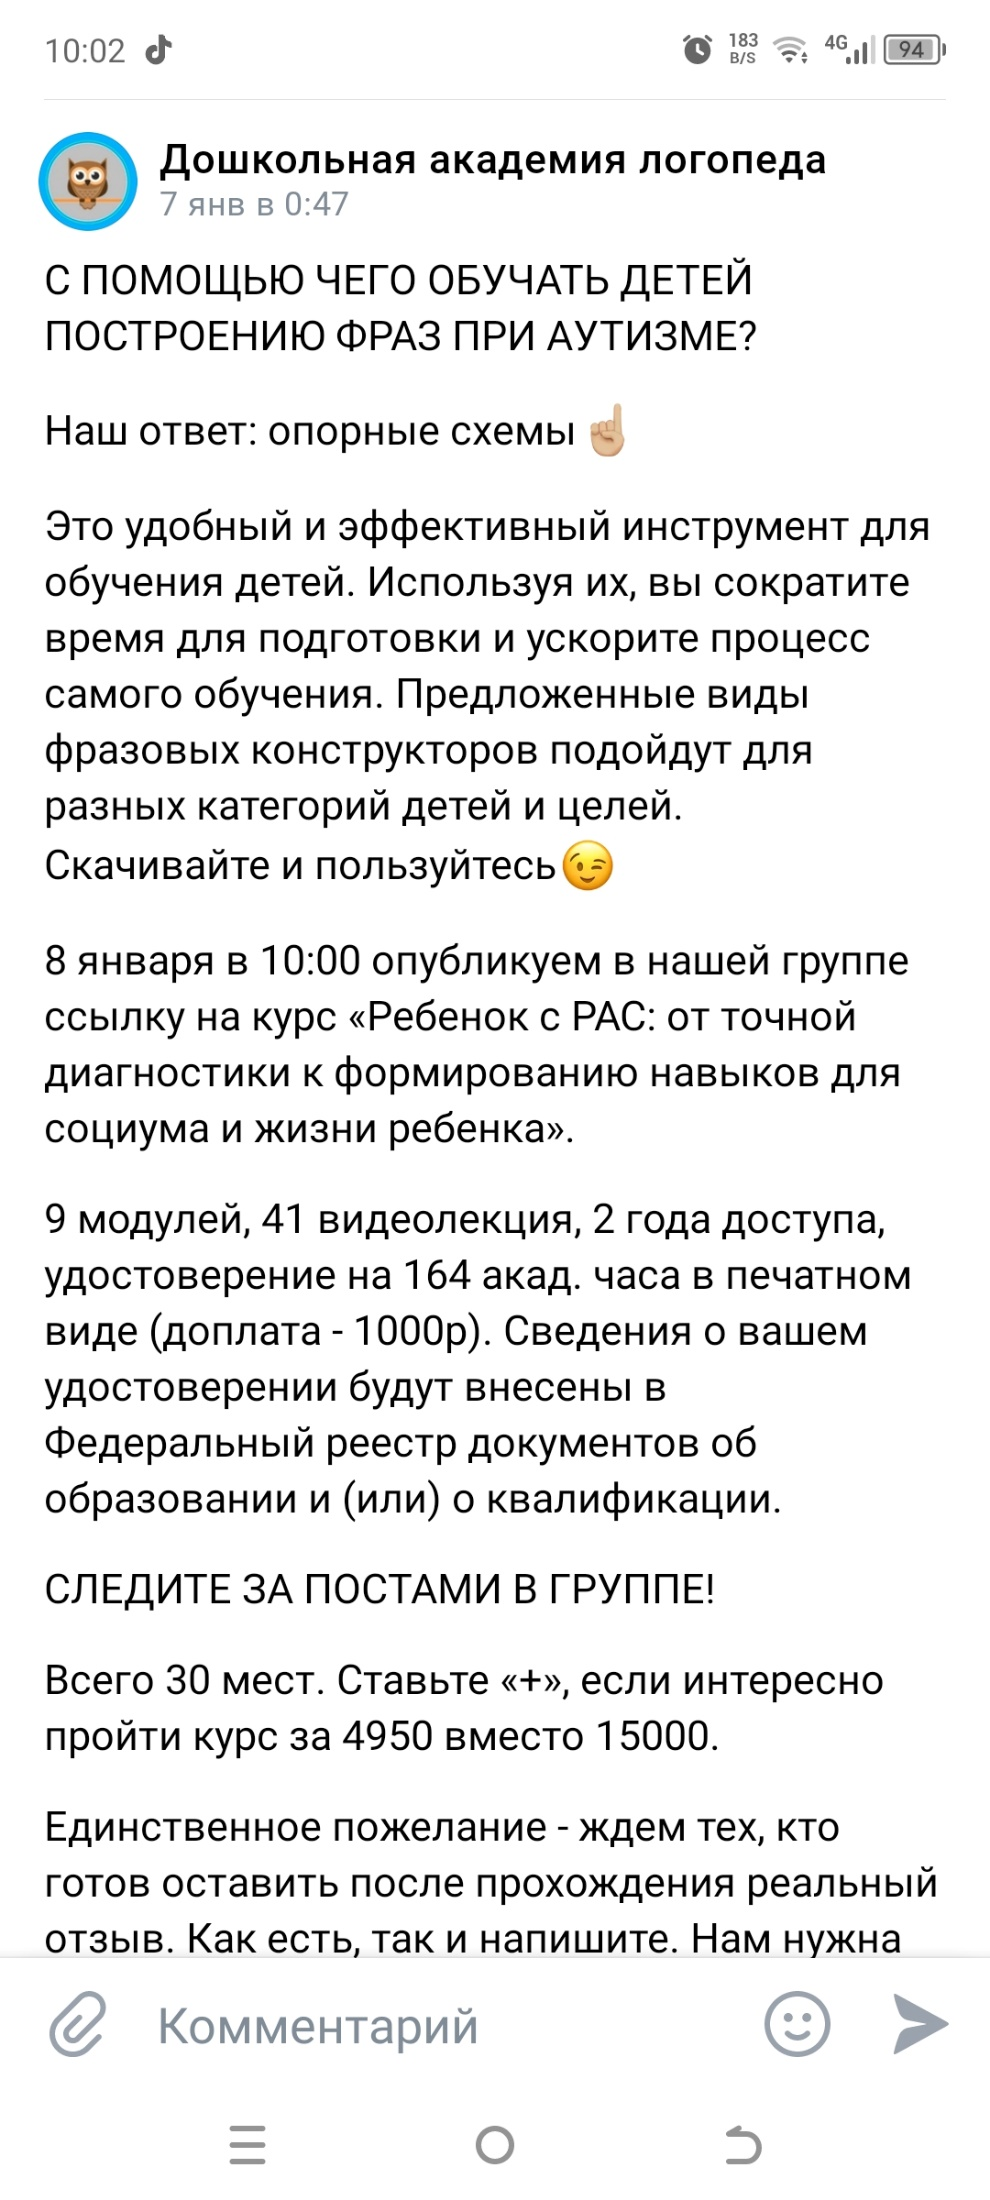 10:02
183
B/S
4G
94
Дошкольная академия логопеда
7 янв в 0:47
С ПОМОЩЬЮ ЧЕГО ОБУЧАТЬ ДЕТЕЙ
ПОСТРОЕНИЮ ФРАЗ ПРИ АУТИЗМЕ?
Наш ответ: опорные схемы☝🏼
Это удобный и эффективный инструмент для
обучения детей. Используя их, вы сократите
время для подготовки и ускорите процесс
самого обучения. Предложенные виды
фразовых конструкторов подойдут для
разных категорий детей и целей.
Скачивайте и пользуйтесь😉
8 января в 10:00 опубликуем в нашей группе
ссылку на курс «Ребенок с РАС: от точной
диагностики к формированию навыков для
социума и жизни ребенка».
9 модулей, 41 видеолекция, 2 года доступа,
удостоверение на 164 акад. часа в печатном
виде (доплата - 1000р). Сведения о вашем
удостоверении будут внесены в
Федеральный реестр документов об
образовании и (или) о квалификации.
СЛЕДИТЕ ЗА ПОСТАМИ В ГРУППЕ!
Всего 30 мест. Ставьте «+», если интересно
пройти курс за 4950 вместо 15000.
Единственное пожелание - ждем тех, кто
готов оставить после прохождения реальный
отзыв. Как есть, так и напишите. Нам нужна
Комментарий